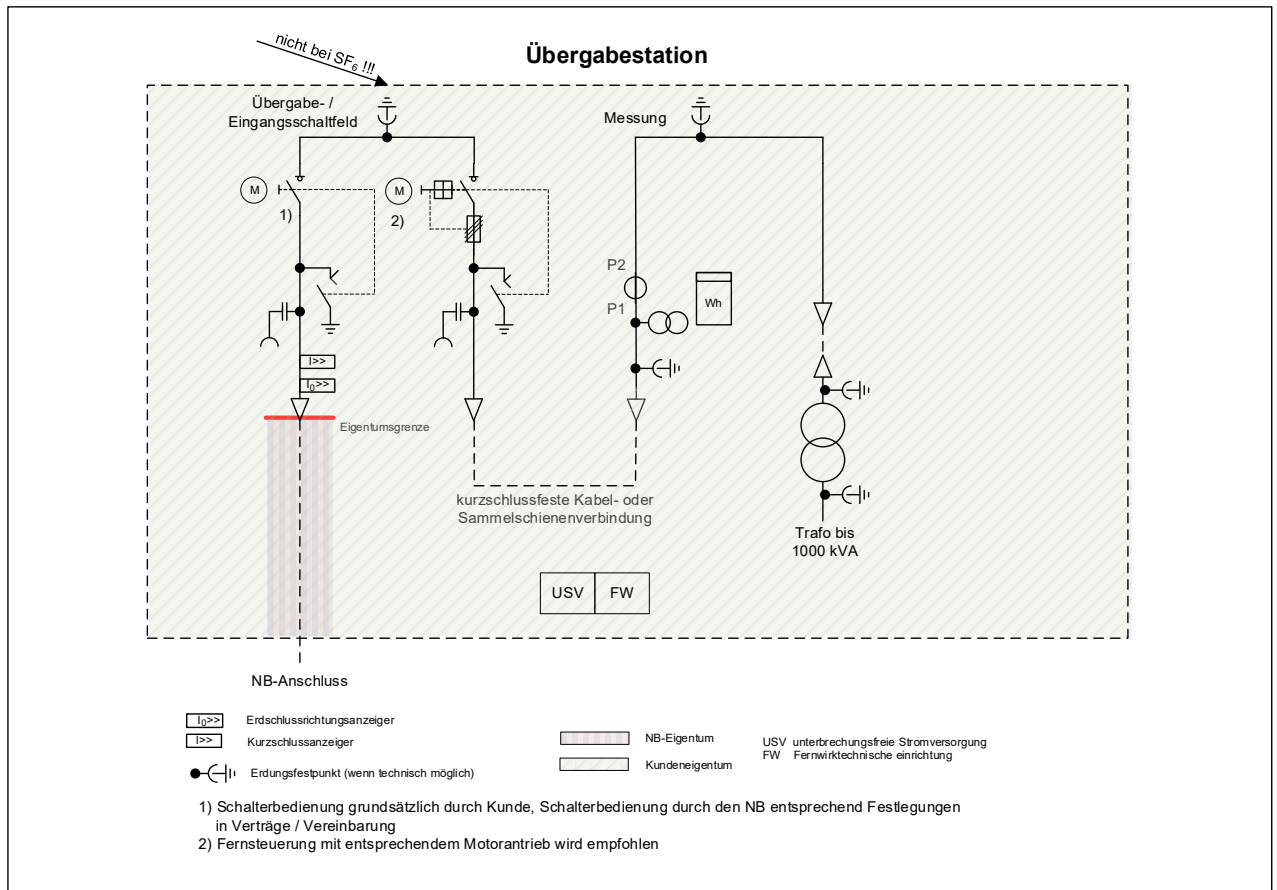 nicht bei SF₆ !!!
Übergabestation
Übergabe- /
Eingangsschaltfeld
Messung
M
1)
M
2)
P2
P1
Wh
I>>
I₀>>
Eigentumsgrenze
kurzschlussfeste Kabel- oder
Sammelschienenverbindung
Trafo bis
1000 kVA
USV FW
NB-Anschluss
I₀>> Erdschlussrichtungsanzeiger
I>> Kurzschlussanzeiger
Erdungsfestpunkt (wenn technisch möglich)
NB-Eigentum
Kundeneigentum
USV unterbrechungsfreie Stromversorgung
FW Fernwirktechnische einrichtung
1) Schalterbedienung grundsätzlich durch Kunde, Schalterbedienung durch den NB entsprechend Festlegungen
in Verträge / Vereinbarung
2) Fernsteuerung mit entsprechendem Motorantrieb wird empfohlen